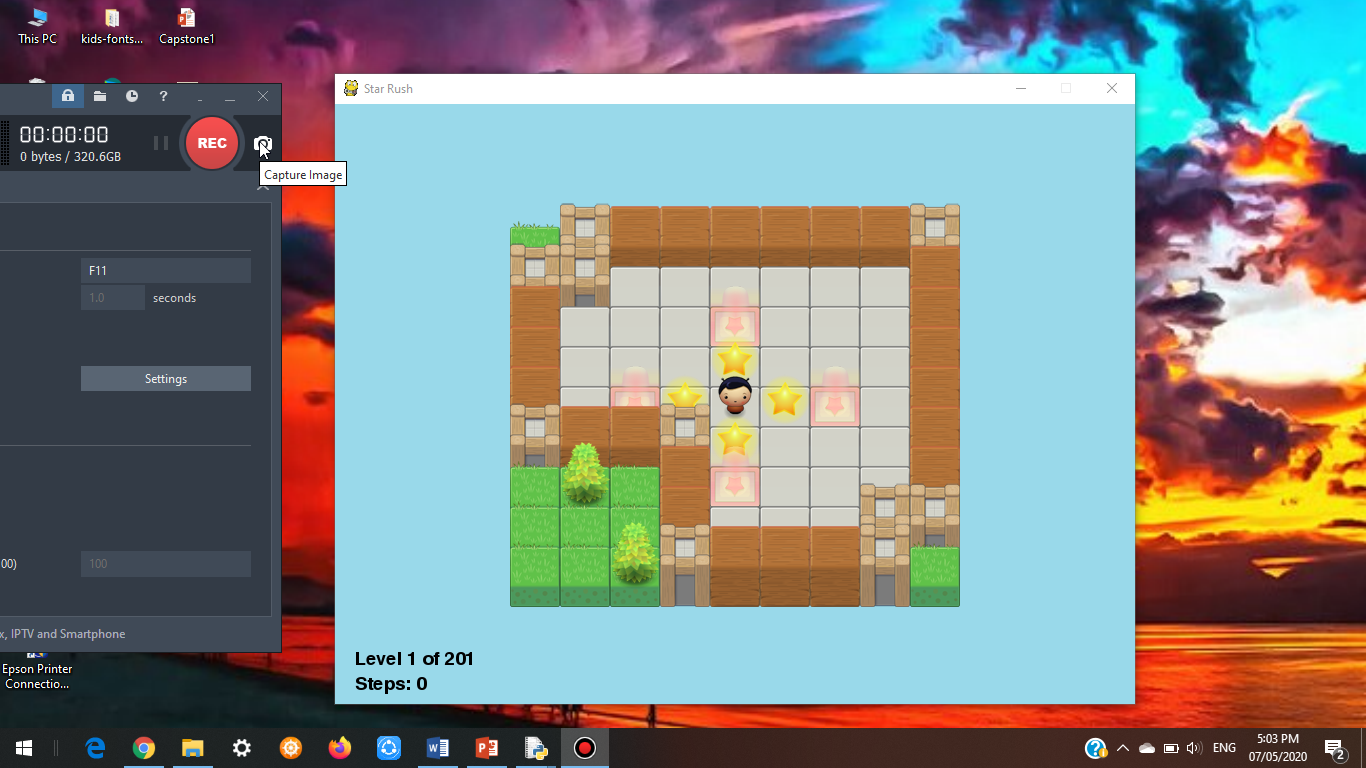 This PC
kids-fonts...
Capstone1
?
00:00:00
REC
0 bytes / 320.6GB
Capture Image
F11
1.0
seconds
Settings
00)
100
x, IPTV and Smartphone
Epson Printer
Connectio...
Star Rush
Level 1 of 201
Steps: 0
ENG
5:03 PM
07/05/2020
2